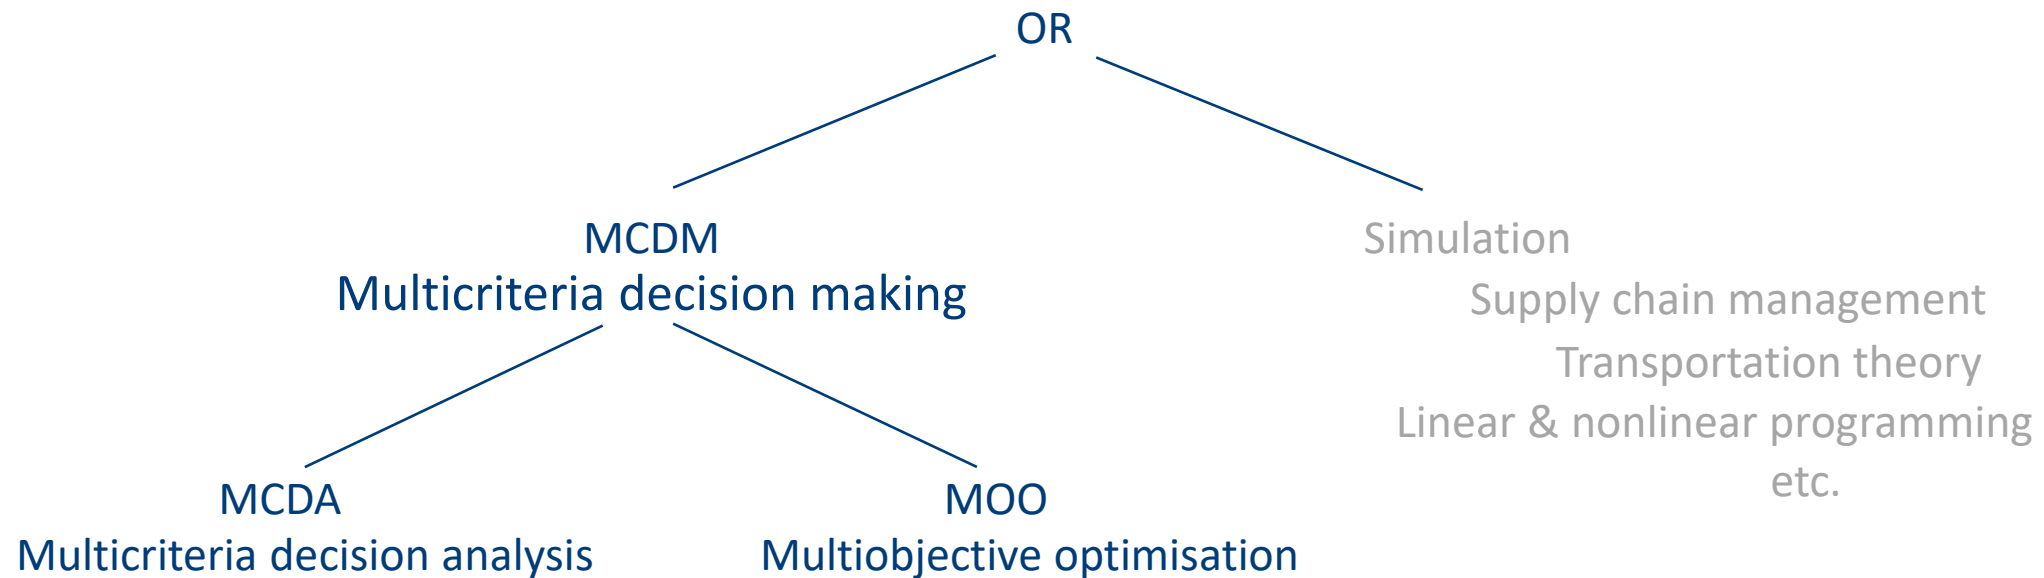 OR
MCDM
Multicriteria decision making
Simulation
Supply chain management
Transportation theory
Linear & nonlinear programming
etc.
MCDA
Multicriteria decision analysis
MOO
Multiobjective optimisation